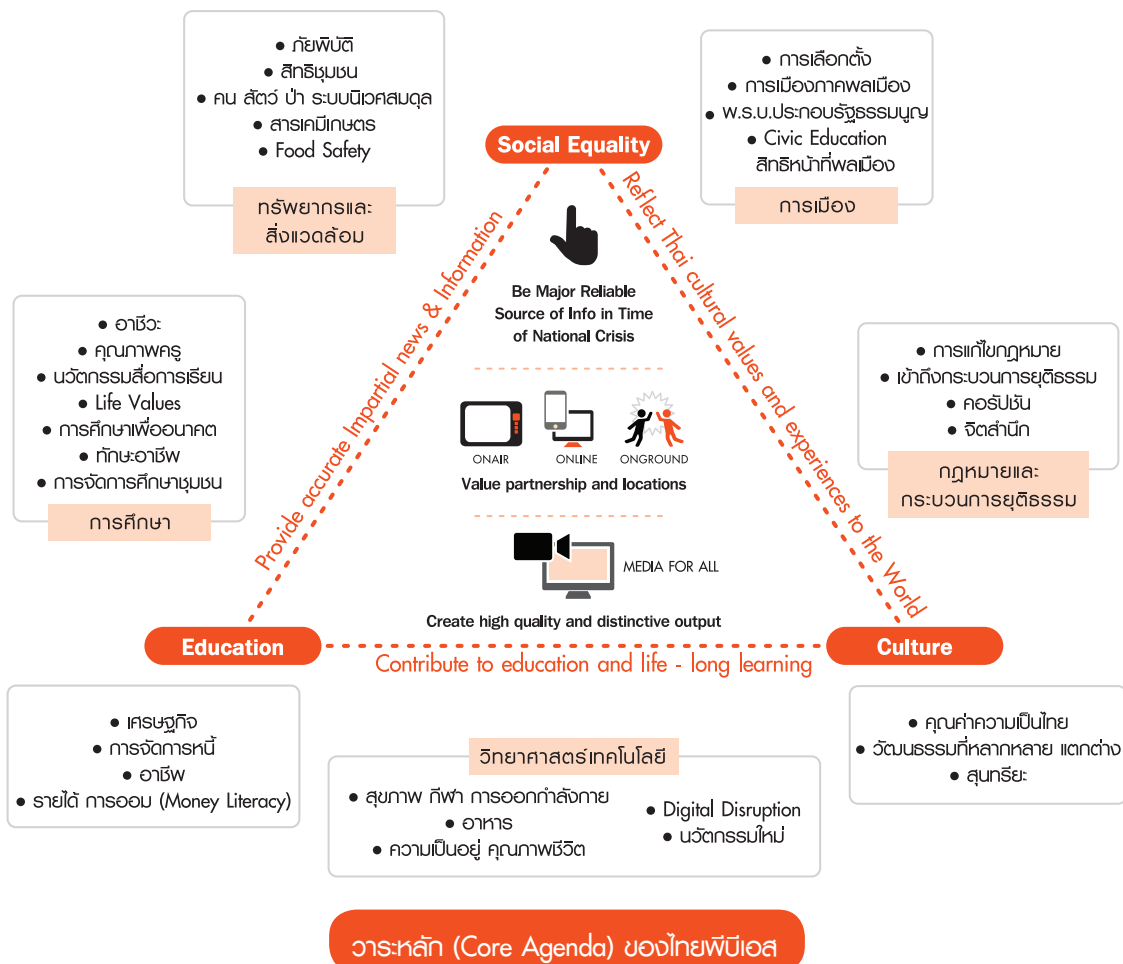 ● ภัยพิบัติ
● สิทธิชุมชน
● คน สัตว์ ป่า ระบบนิเวศสมดุล
● สารเคมีเกษตร
● Food Safety
ทรัพยากรและ
สิ่งแวดล้อม
● การเลือกตั้ง
● การเมืองภาคพลเมือง
● พ.ร.บ.ประกอบรัฐธรรมนูญ
● Civic Education
สิทธิหน้าที่พลเมือง
การเมือง
Social Equality
Provide accurate Impartial news & Information
Reflect Thai cultural values and experiences to the World
Be Major Reliable
Source of Info in Time
of National Crisis
● อาชีวะ
● คุณภาพครู
● นวัตกรรมสื่อการเรียน
● Life Values
● การศึกษาเพื่ออนาคต
● ทักษะอาชีพ
● การจัดการศึกษาชุมชน
การศึกษา
ONAIR ONLINE ONGROUND
Value partnership and locations
● การแก้ไขกฎหมาย
● เข้าถึงกระบวนการยุติธรรม
● คอรัปชัน
● จิตสำนึก
กฎหมายและ
กระบวนการยุติธรรม
MEDIA FOR ALL
Create high quality and distinctive output
Education
Contribute to education and life - long learning
Culture
● เศรษฐกิจ
● การจัดการหนี้
● อาชีพ
● รายได้ การออม (Money Literacy)
วิทยาศาสตร์เทคโนโลยี
● สุขภาพ กีฬา การออกกำลังกาย
● อาหาร
● ความเป็นอยู่ คุณภาพชีวิต
● Digital Disruption
● นวัตกรรมใหม่
● คุณค่าความเป็นไทย
● วัฒนธรรมที่หลากหลาย แตกต่าง
● สุนทรียะ
วาระหลัก (Core Agenda) ของไทยพีบีเอส